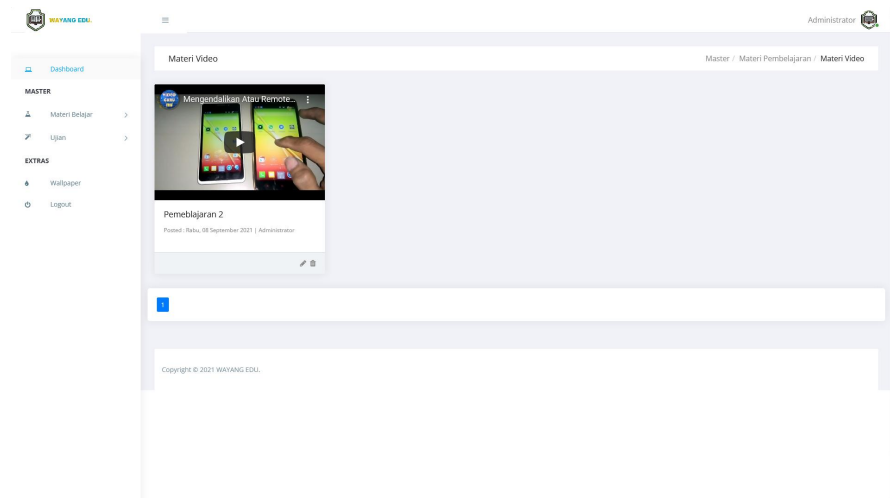 WAYANG EDU.
Administrator
Dashboard
MASTER
Materi Belajar
Ujian
EXTRAS
Wallpaper
Logout
Materi Video
Master / Materi Pembelajaran / Materi Video
Mengendalikan Atau Remote...
Pemeblajaran 2
Posted : Rabu, 08 September 2021 | Administrator
1
Copyright © 2021 WAYANG EDU.